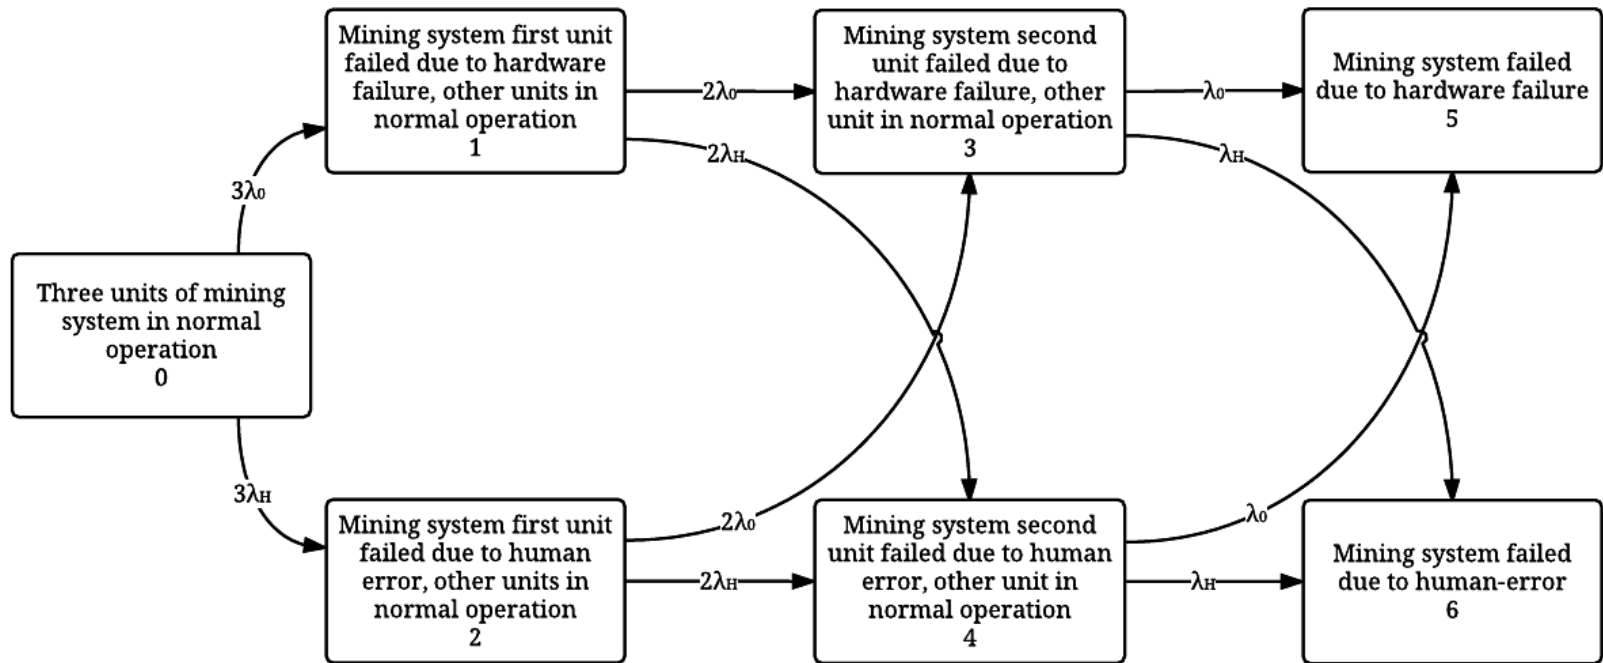 Three units of mining
system in normal
operation
0
3λ₀
3λH
Mining system first unit
failed due to hardware
failure, other units in
normal operation
1
Mining system first unit
failed due to human
error, other units in
normal operation
2
2λ₀
2λH
2λ₀
2λH
Mining system second
unit failed due to
hardware failure, other
unit in normal operation
3
Mining system second
unit failed due to human
error, other unit in
normal operation
4
λ₀
λH
λ₀
λH
Mining system failed
due to hardware failure
5
Mining system failed
due to human-error
6